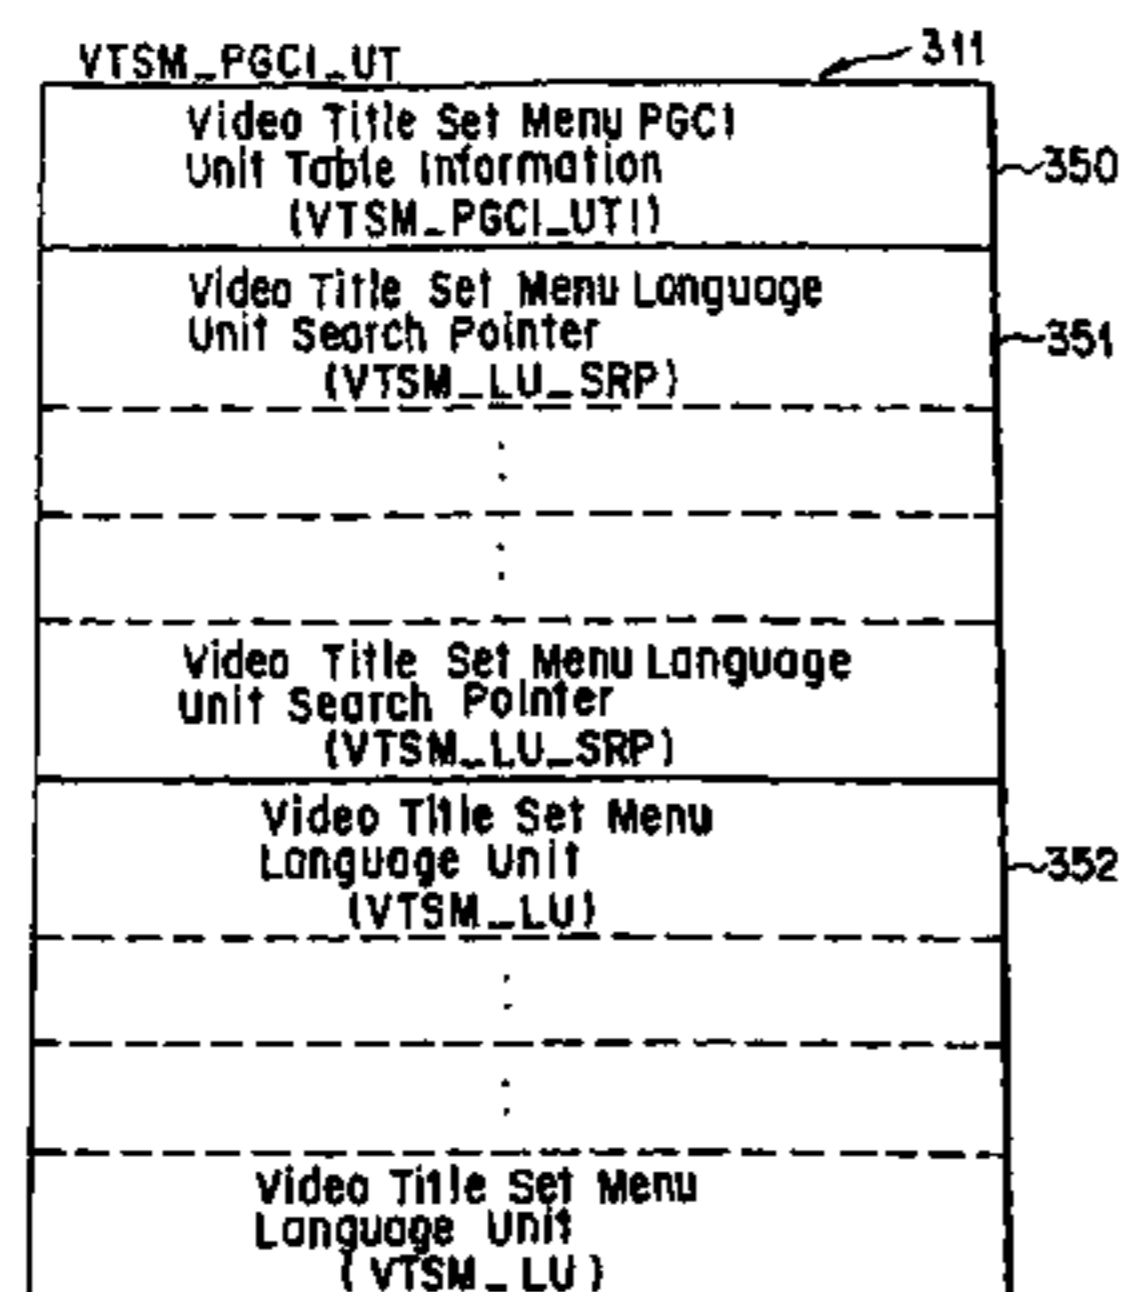 VTSM_PGCI_UT
311
Video Title Set Menu PGCI
Unit Table Information
(VTSM_PGCI_UTI)
350
Video Title Set Menu Language
Unit Search Pointer
(VTSM_LU_SRP)
351
Video Title Set Menu Language
Unit Search Pointer
(VTSM_LU_SRP)
Video Title Set Menu
Language Unit
(VTSM_LU)
352
Video Title Set Menu
Language Unit
(VTSM_LU)